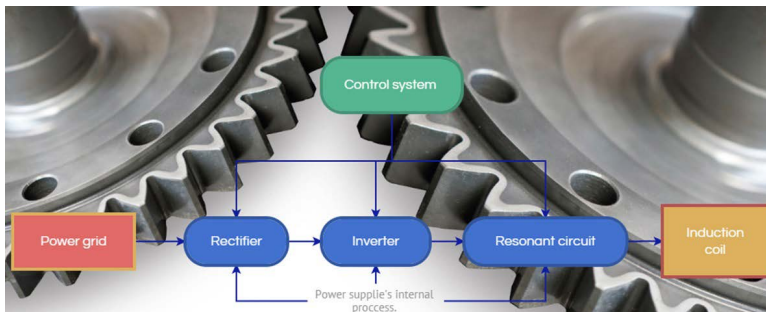 Control system
Power grid
Rectifier
Inverter
Resonant circuit
Induction
coil
Power supplie's internal
proccess.